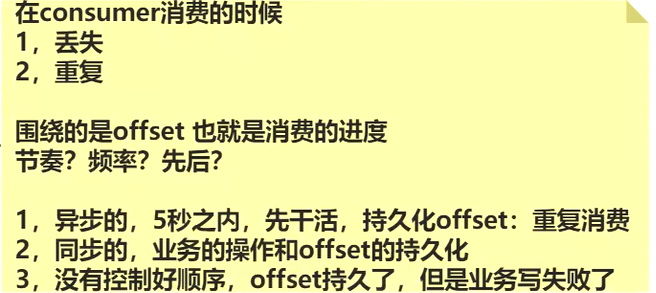 在consumer消费的时候
1，丢失
2，重复
围绕的是offset 也就是消费的进度
节奏？频率？先后？
1，异步的，5秒之内，先干活，持久化offset：重复消费
2，同步的，业务的操作和offset的持久化
3，没有控制好顺序，offset持久了，但是业务写失败了